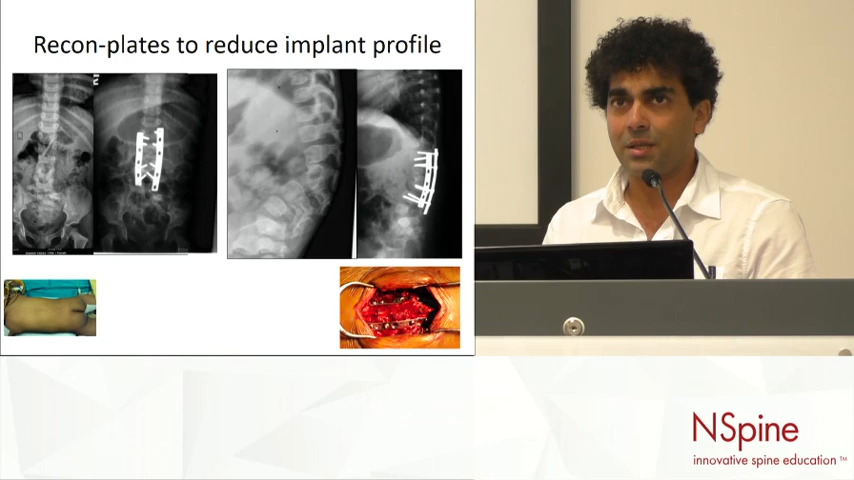 Recon-plates to reduce implant profile
NSpine
innovative spine education™